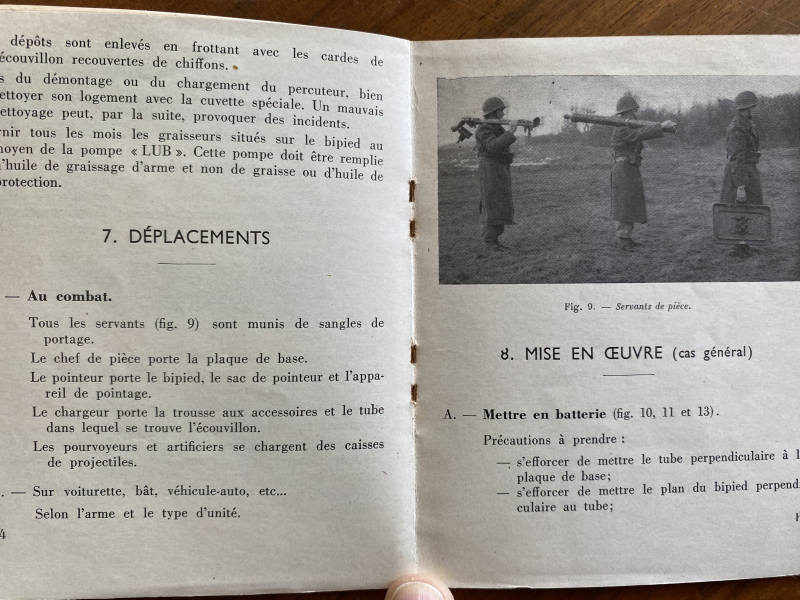 dépôts sont enlevés en frottant avec les cardes de
écouvillon recouvertes de chiffons.
du démontage ou du chargement du percuteur, bien
ettoyer son logement avec la cuvette spéciale. Un mauvais
ettoyage peut, par la suite, provoquer des incidents.
rnir tous les mois les graisseurs situés sur le bipied au
moyen de la pompe « LUB ». Cette pompe doit être remplie
d'huile de graissage d'arme et non de graisse ou d'huile de
protection.
7. DÉPLACEMENTS
— Au combat.
Tous les servants (fig. 9) sont munis de sangles de
portage.
Le chef de pièce porte la plaque de base.
Le pointeur porte le bipied, le sac de pointeur et l'appa-
reil de pointage.
Le chargeur porte la trousse aux accessoires et le tube
dans lequel se trouve l'écouvillon.
Les pourvoyeurs et artificiers se chargent des caisses
de projectiles.
. — Sur voiturette, bât, véhicule-auto, etc...
Selon l'arme et le type d'unité.
4
Fig. 9. — Servants de pièce.
8. MISE EN ŒUVRE (cas général)
A. — Mettre en batterie (fig. 10, 11 et 13).
Précautions à prendre :
— s'efforcer de mettre le tube perpendiculaire à l
plaque de base;
— s'efforcer de mettre le plan du bipied perpendi
culaire au tube;